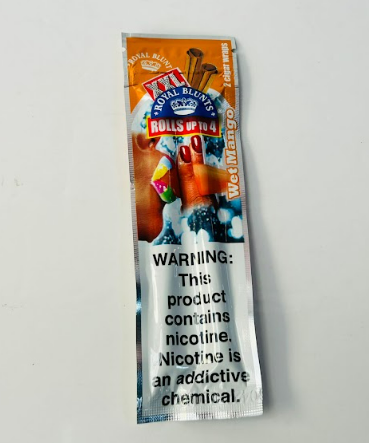 ROYAL BLUNTS
XXL
ROYAL BLUNTS
ROLLS UP TO 4
2 cigar wraps
Wet Mango
WARNING:
This
product
contains
nicotine.
Nicotine is
an addictive
chemical.